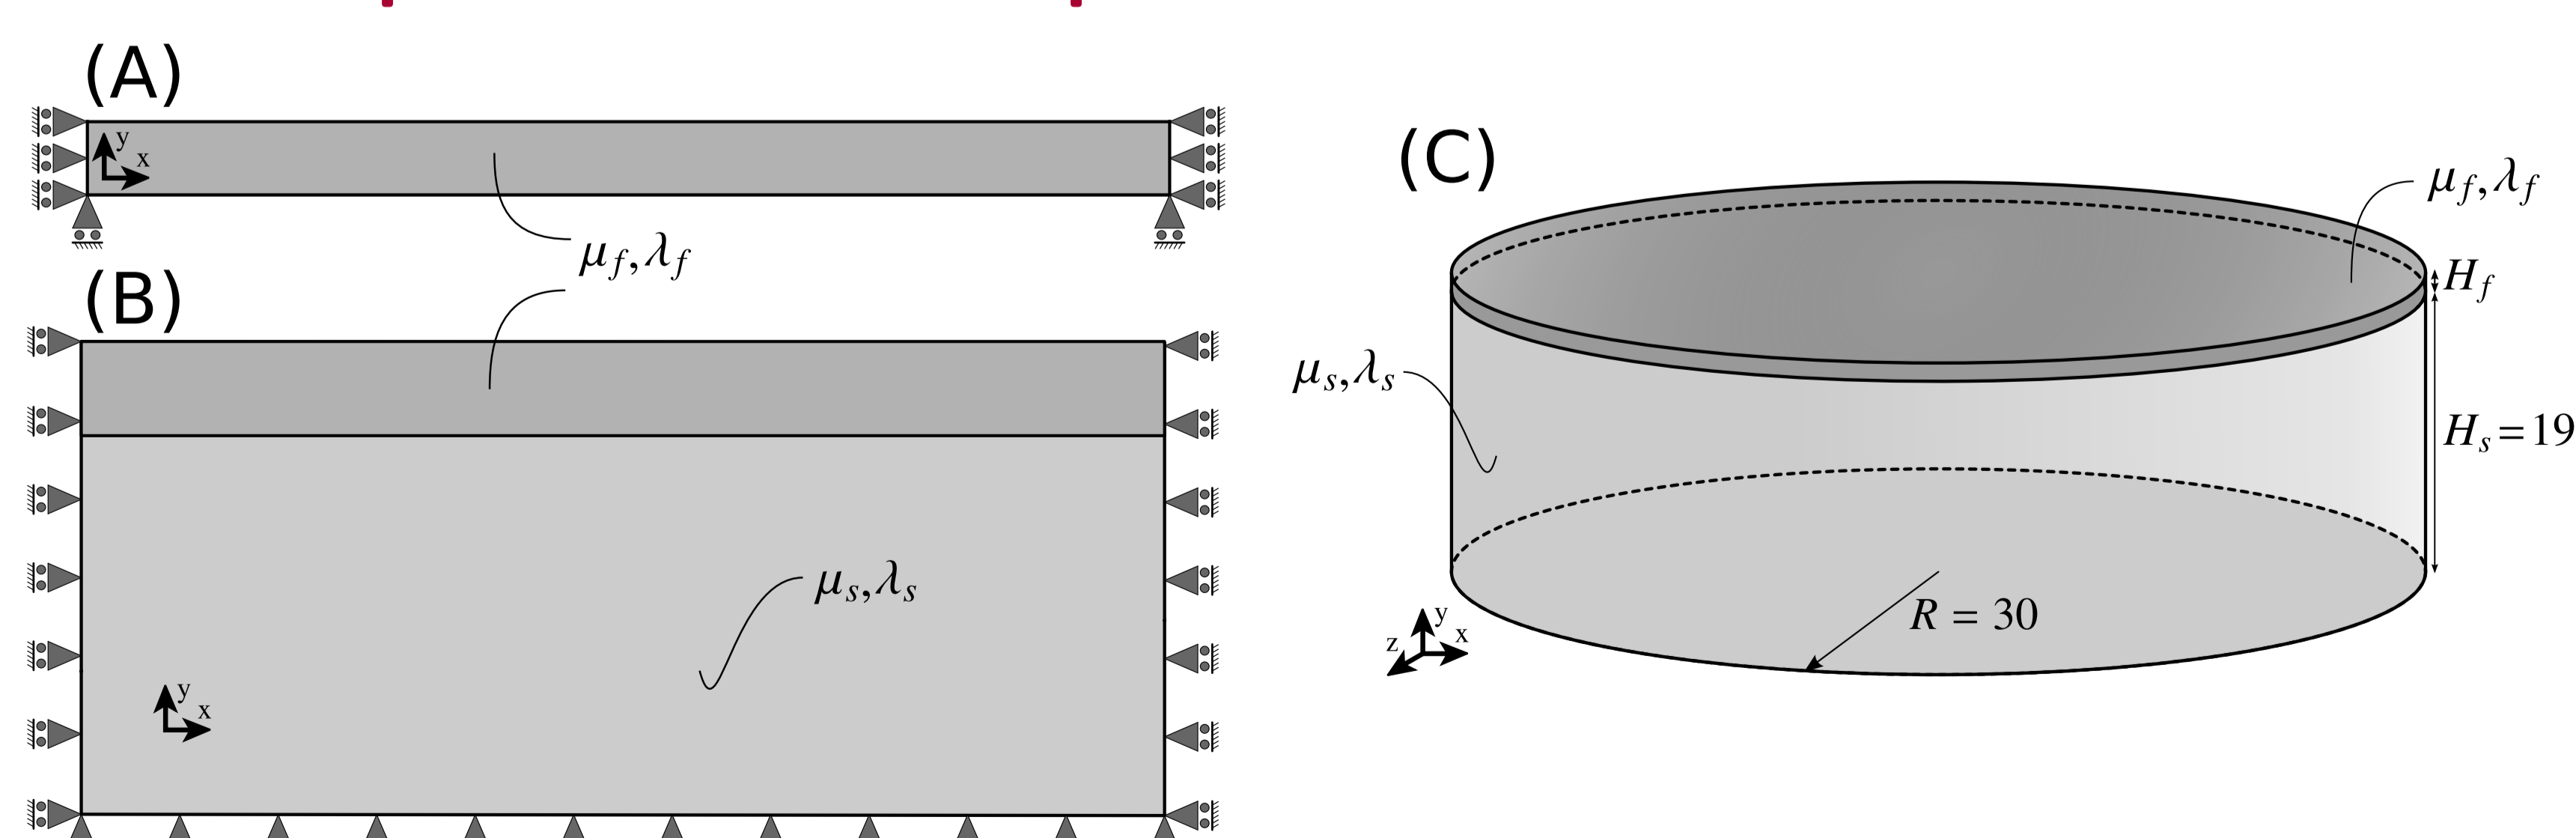 (A)
y
x
μf, λf
(B)
μs, λs
y
x
(C)
μf, λf
Hf
μs, λs
Hs = 19
R = 30
y
z
x